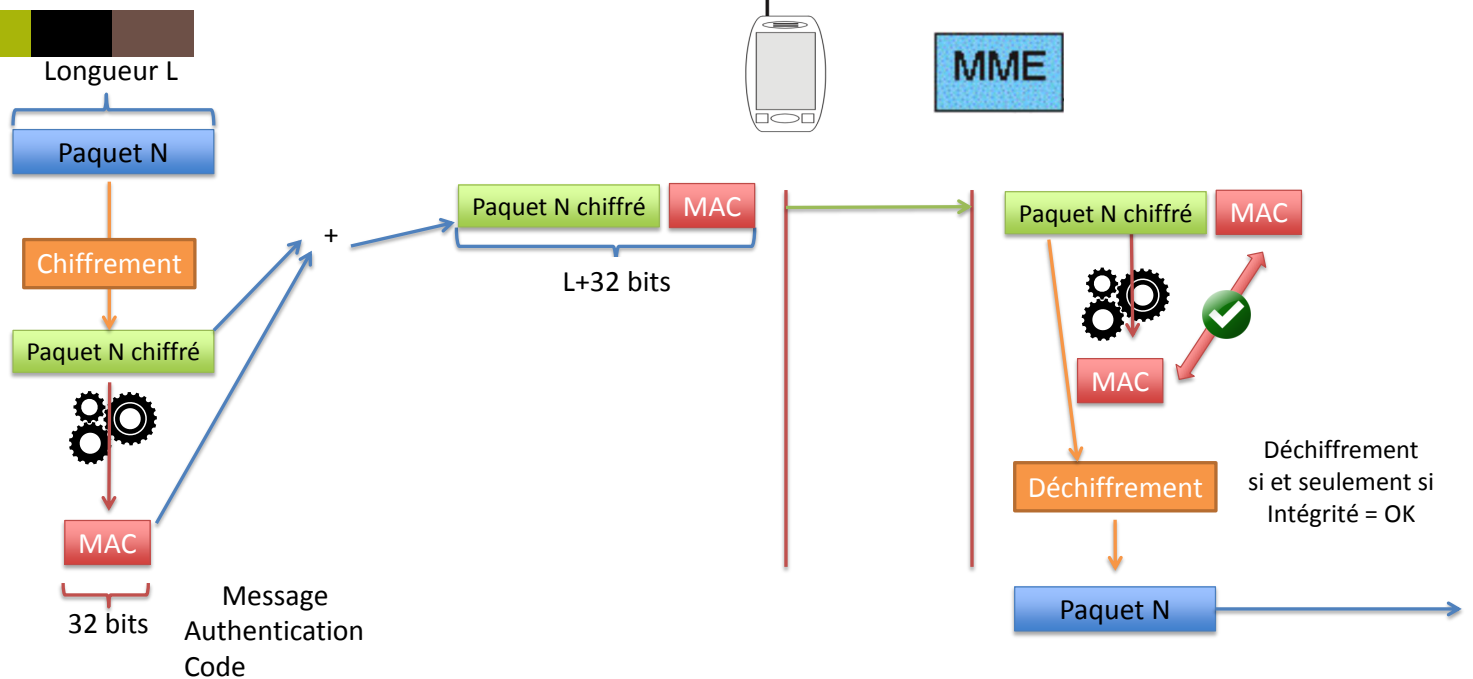 Longueur L
Paquet N
Chiffrement
Paquet N chiffré
MAC
32 bits
Message
Authentication
Code
+
Paquet N chiffré
MAC
L+32 bits
MME
Paquet N chiffré
MAC
MAC
Déchiffrement
Déchiffrement
si et seulement si
Intégrité = OK
Paquet N